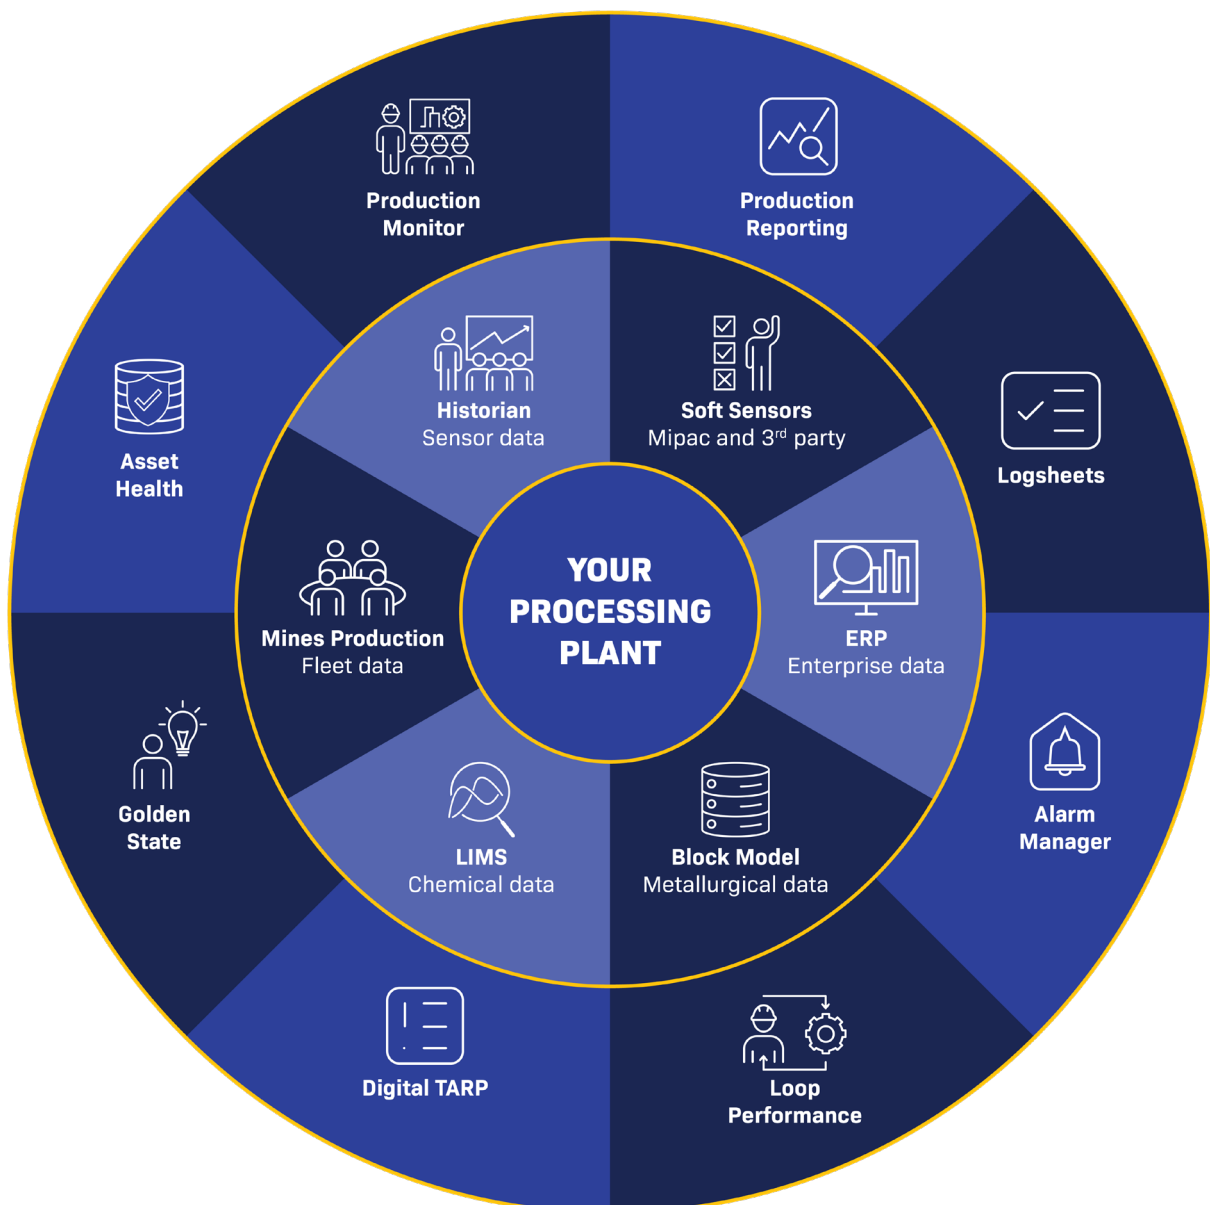 Production
Monitor
Production
Reporting
Asset
Health
Historian
Sensor data
Soft Sensors
Mipac and 3rd party
Logsheets
YOUR
PROCESSING
PLANT
Mines Production
Fleet data
ERP
Enterprise data
Golden
State
LIMS
Chemical data
Block Model
Metallurgical data
Alarm
Manager
Digital TARP
Loop
Performance